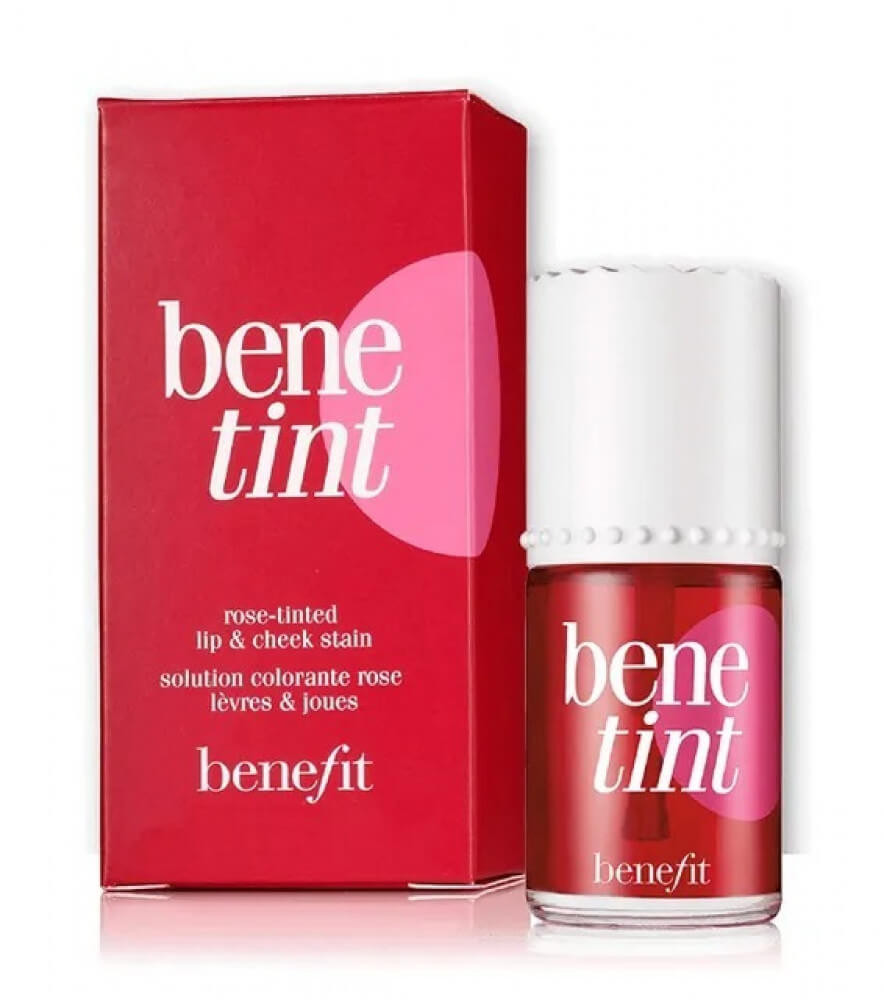 bene
tint
rose-tinted
lip & cheek stain
solution colorante rose
lèvres & joues
benefit
bene
tint
benefit